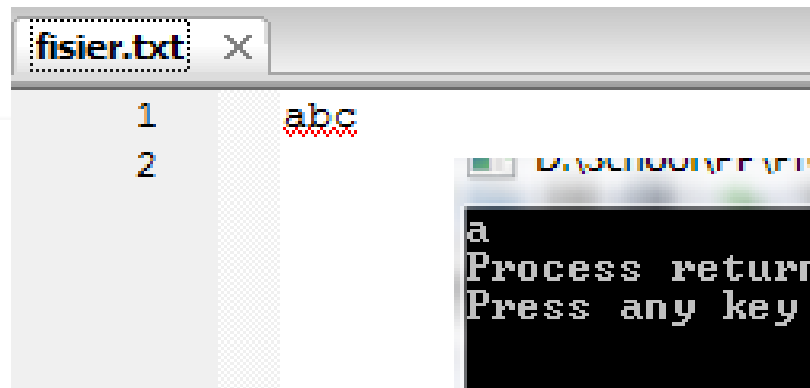 fisier.txt
1 abc
2
a
Process return
Press any key